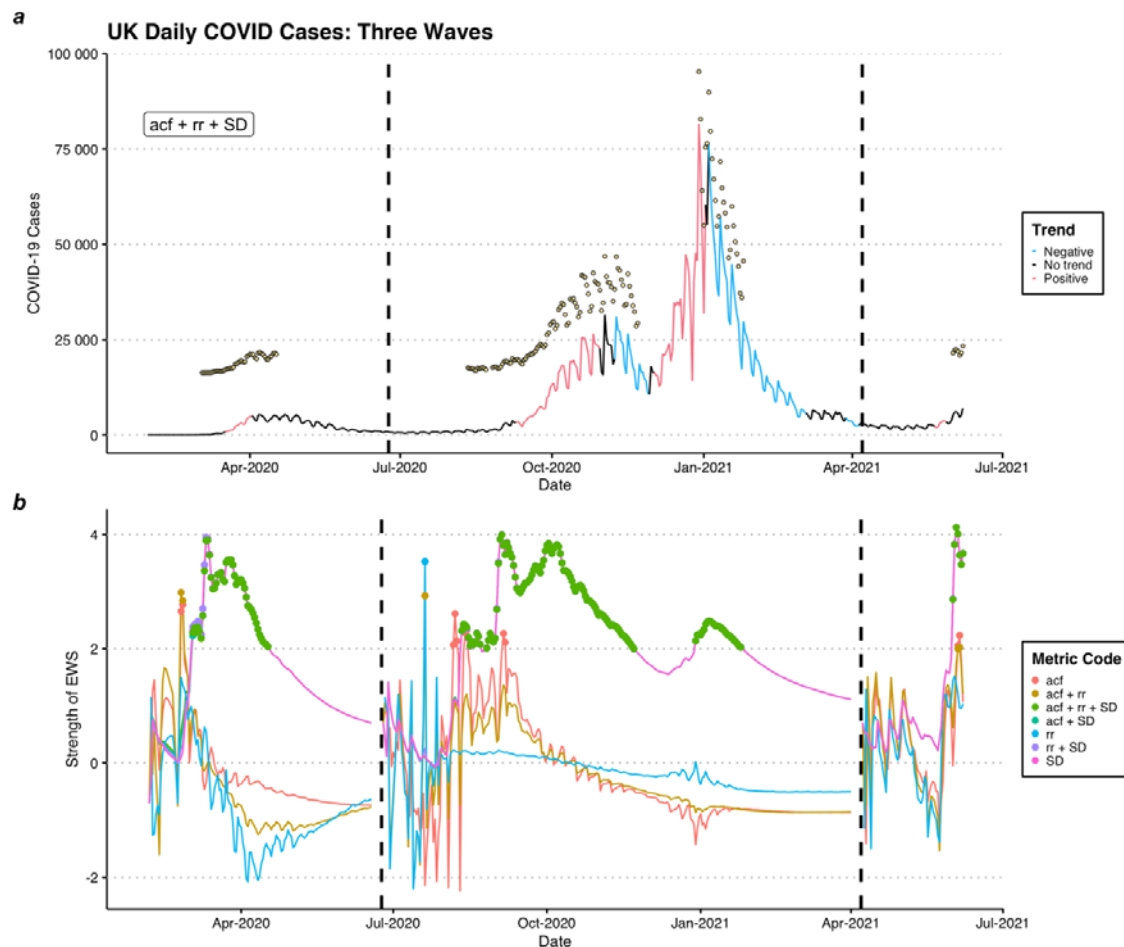 a
UK Daily COVID Cases: Three Waves
100 000
75 000
50 000
25 000
0
COVID-19 Cases
acf + rr + SD
Apr-2020
Jul-2020
Oct-2020
Jan-2021
Apr-2021
Jul-2021
Date
Trend
Negative
No trend
Positive
b
4
2
0
-2
Strength of EWS
Apr-2020
Jul-2020
Oct-2020
Jan-2021
Apr-2021
Jul-2021
Date
Metric Code
acf
acf + rr
acf + rr + SD
acf + SD
rr
rr + SD
SD